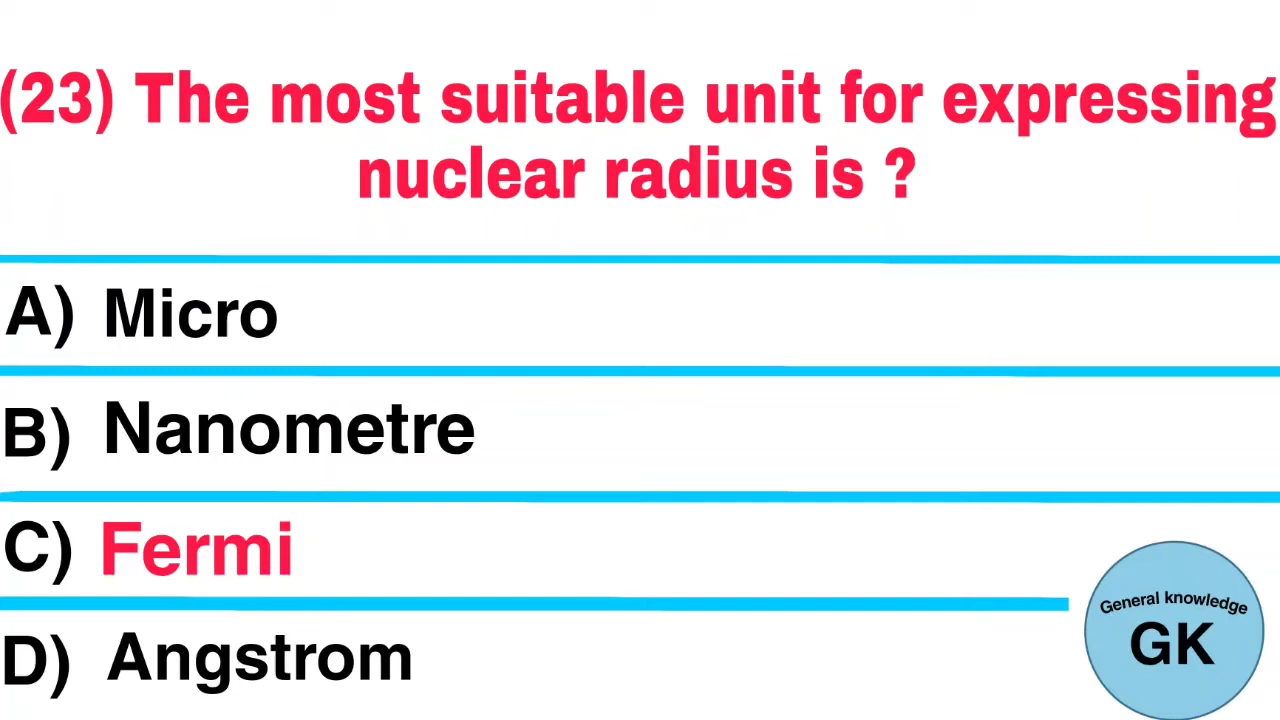 (23) The most suitable unit for expressing
nuclear radius is ?
A) Micro
B) Nanometre
C) Fermi
D) Angstrom
General knowledge
GK